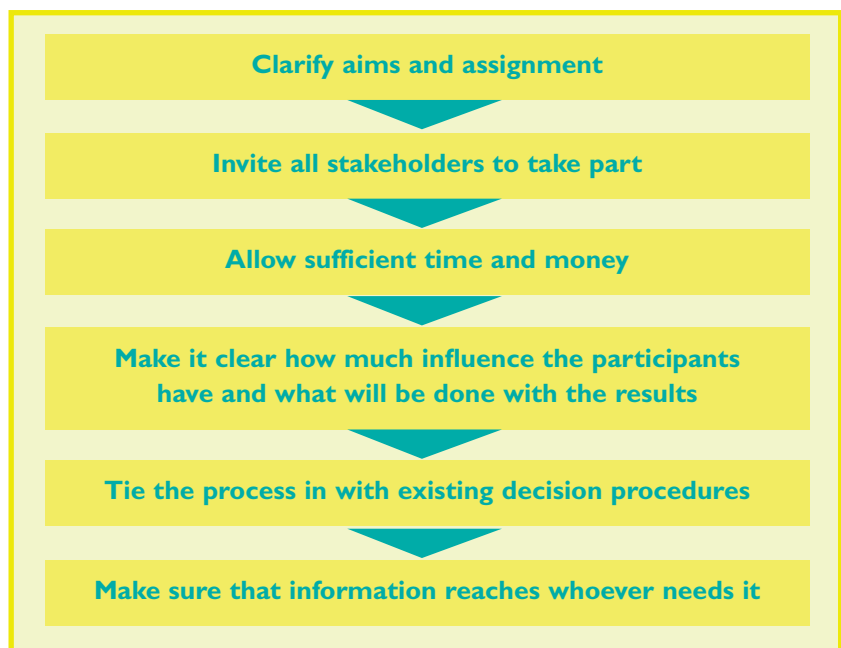 Clarify aims and assignment
Invite all stakeholders to take part
Allow sufficient time and money
Make it clear how much influence the participants
have and what will be done with the results
Tie the process in with existing decision procedures
Make sure that information reaches whoever needs it